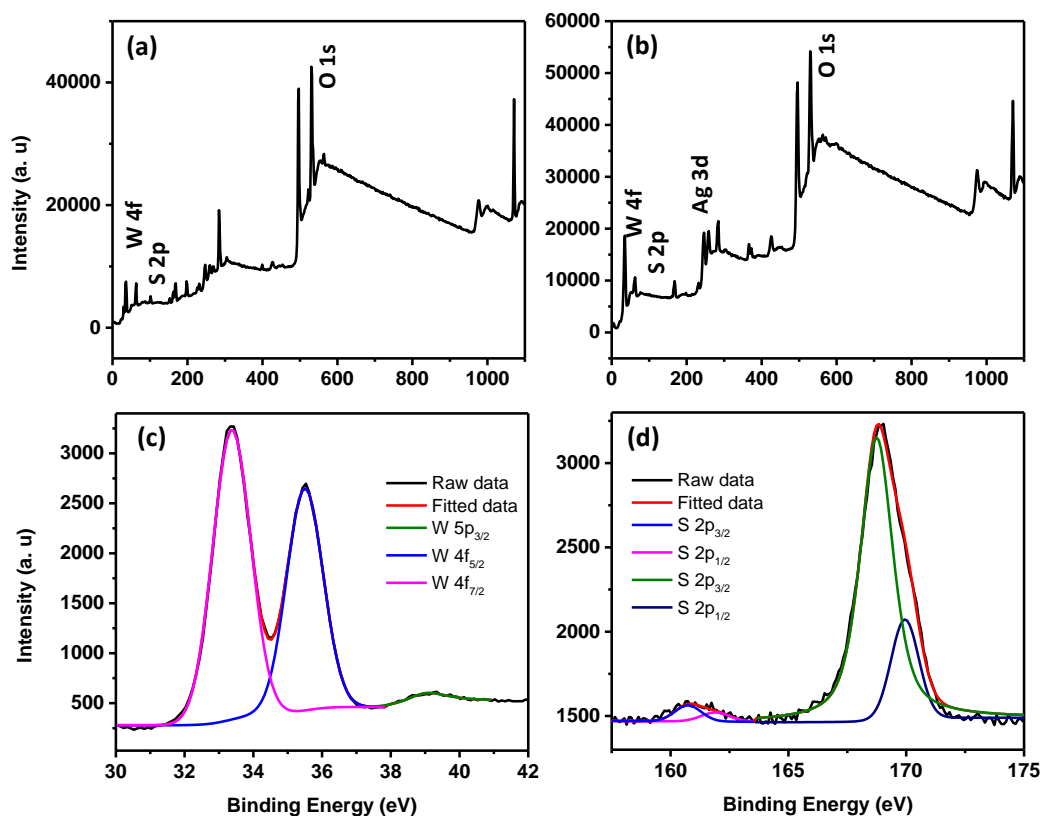 (a)
O 1s
W 4f
S 2p
Intensity (a. u)
40000
20000
0
0 200 400 600 800 1000
(b)
O 1s
Ag 3d
W 4f
S 2p
60000
50000
40000
30000
20000
10000
0
0 200 400 600 800 1000
(c)
Raw data
Fitted data
W 5p3/2
W 4f5/2
W 4f7/2
Intensity (a. u)
3000
2500
2000
1500
1000
500
30 32 34 36 38 40 42
Binding Energy (eV)
(d)
Raw data
Fitted data
S 2p3/2
S 2p1/2
S 2p3/2
S 2p1/2
3000
2500
2000
1500
160 165 170 175
Binding Energy (eV)